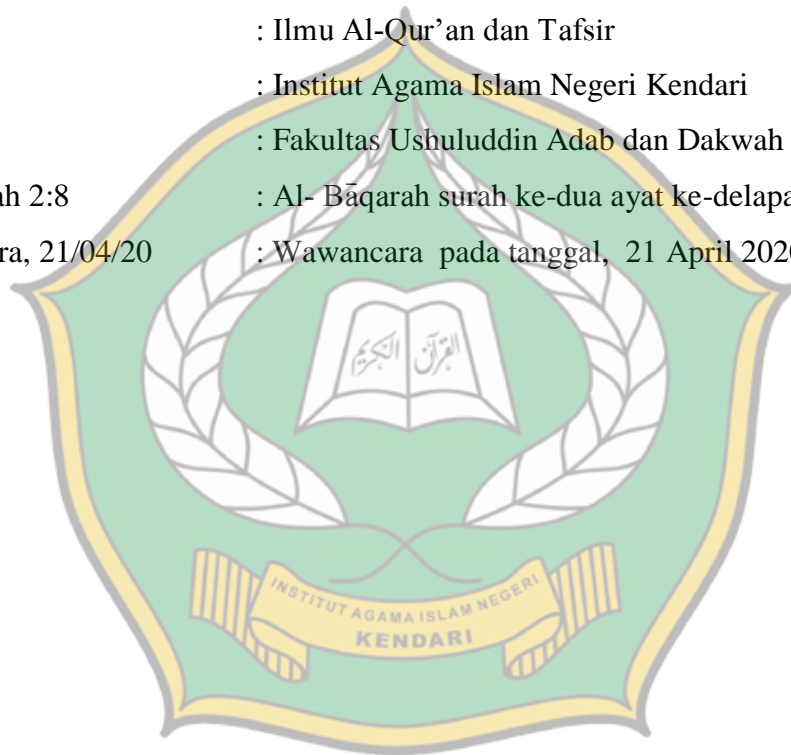 : Ilmu Al-Qur’an dan Tafsir
: Institut Agama Islam Negeri Kendari
: Fakultas Ushuluddin Adab dan Dakwah
ah 2:8 : Al- Bāqarah surah ke-dua ayat ke-delapa
ra, 21/04/20 : Wawancara pada tanggal, 21 April 202
القرآن الكريم
INSTITUT AGAMA ISLAM NEGERI
KENDARI